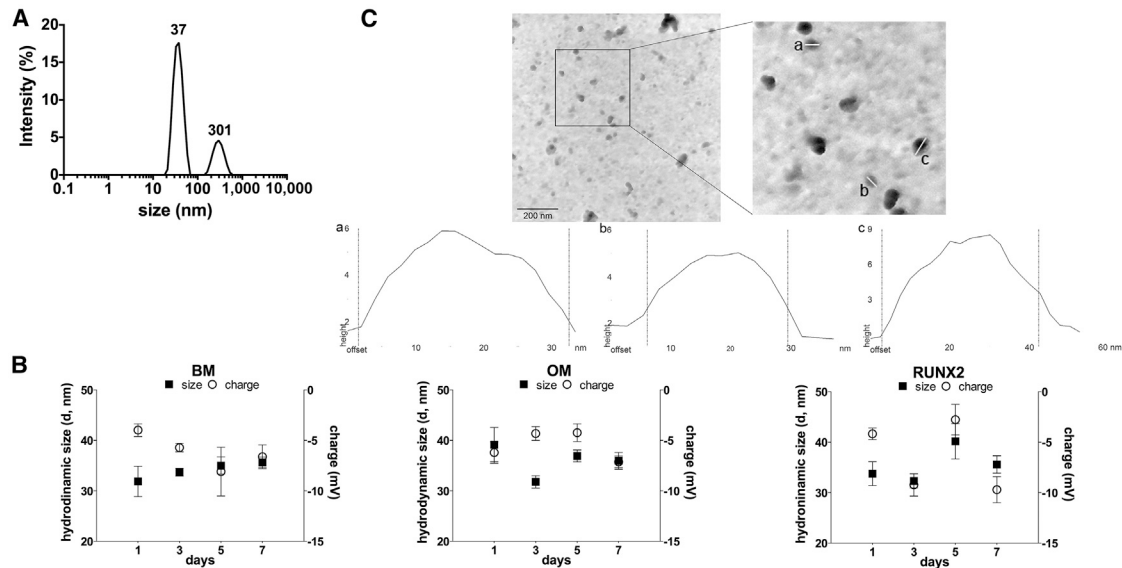 A
C
20
15
10
5
0
Intensity (%)
37
301
0.1 1 10 100 1,000 10,000
size (nm)
a
b
c
200 nm
a
6
4
2
height
offset
10 20 30 nm
b
6
4
2
height
offset
10 20 30 nm
c
9
6
3
height
offset
20 40 60 nm
B
BM
size charge
50
40
30
20
hydrodinamic size (d, nm)
0
-5
-10
-15
charge (mV)
1 3 5 7
days
OM
size charge
50
40
30
20
hydrodynamic size (d, nm)
0
-5
-10
-15
charge (mV)
1 3 5 7
days
RUNX2
size charge
50
40
30
20
hydroninamic size (d, nm)
0
-5
-10
-15
charge (mV)
1 3 5 7
days